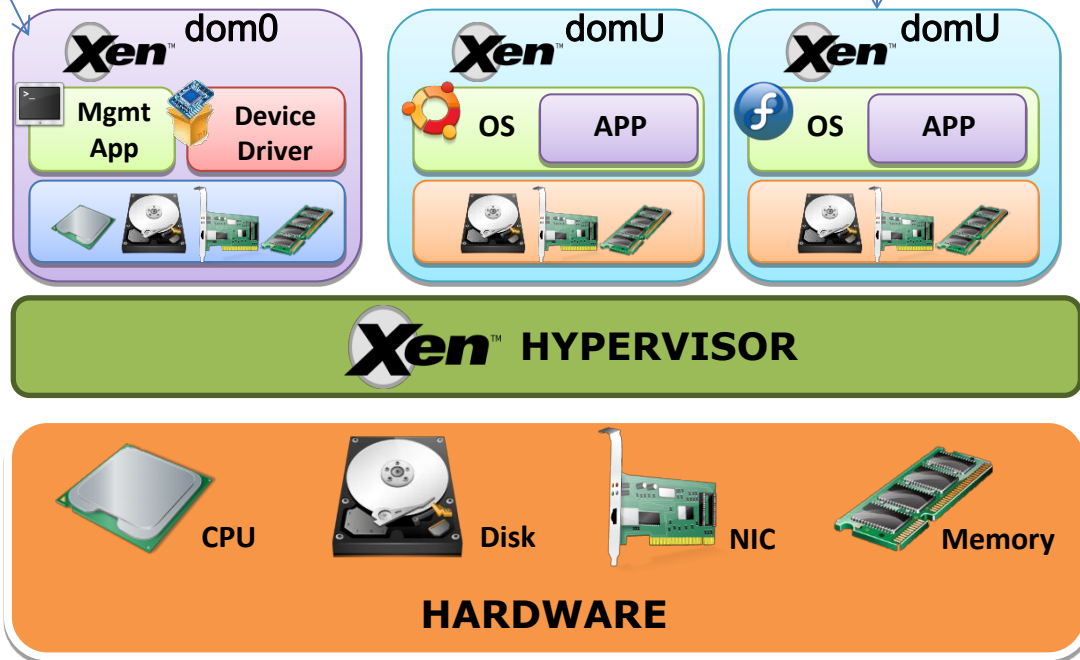 Xen™ dom0
Mgmt
App
Device
Driver
Xen™ domU
OS APP
Xen™ domU
OS APP
Xen™ HYPERVISOR
CPU
Disk
NIC
Memory
HARDWARE